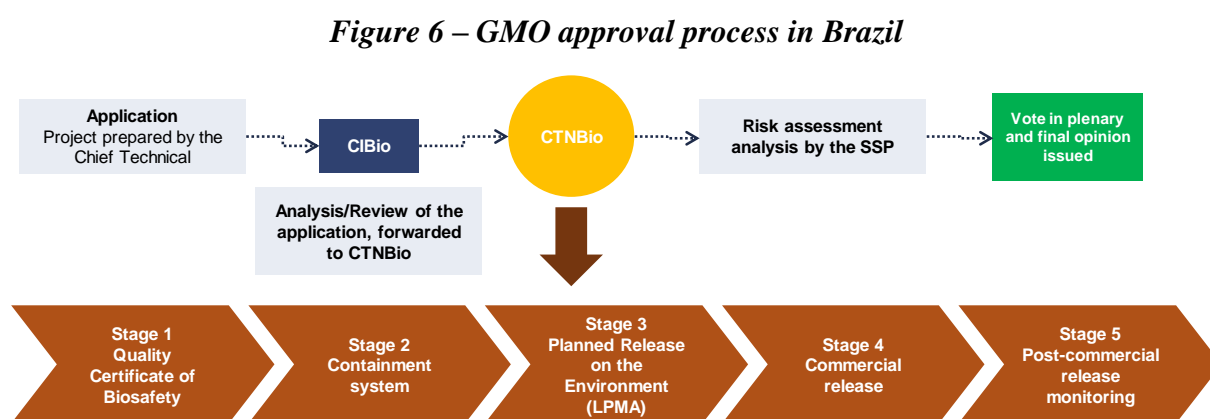 Figure 6 – GMO approval process in Brazil
Application
Project prepared by the
Chief Technical
CIBio
CTNBio
Risk assessment
analysis by the SSP
Vote in plenary
and final opinion
issued
Analysis/Review of the
application, forwarded
to CTNBio
Stage 1
Quality
Certificate of
Biosafety
Stage 2
Containment
system
Stage 3
Planned Release
on the
Environment
(LPMA)
Stage 4
Commercial
release
Stage 5
Post-commercial
release
monitoring